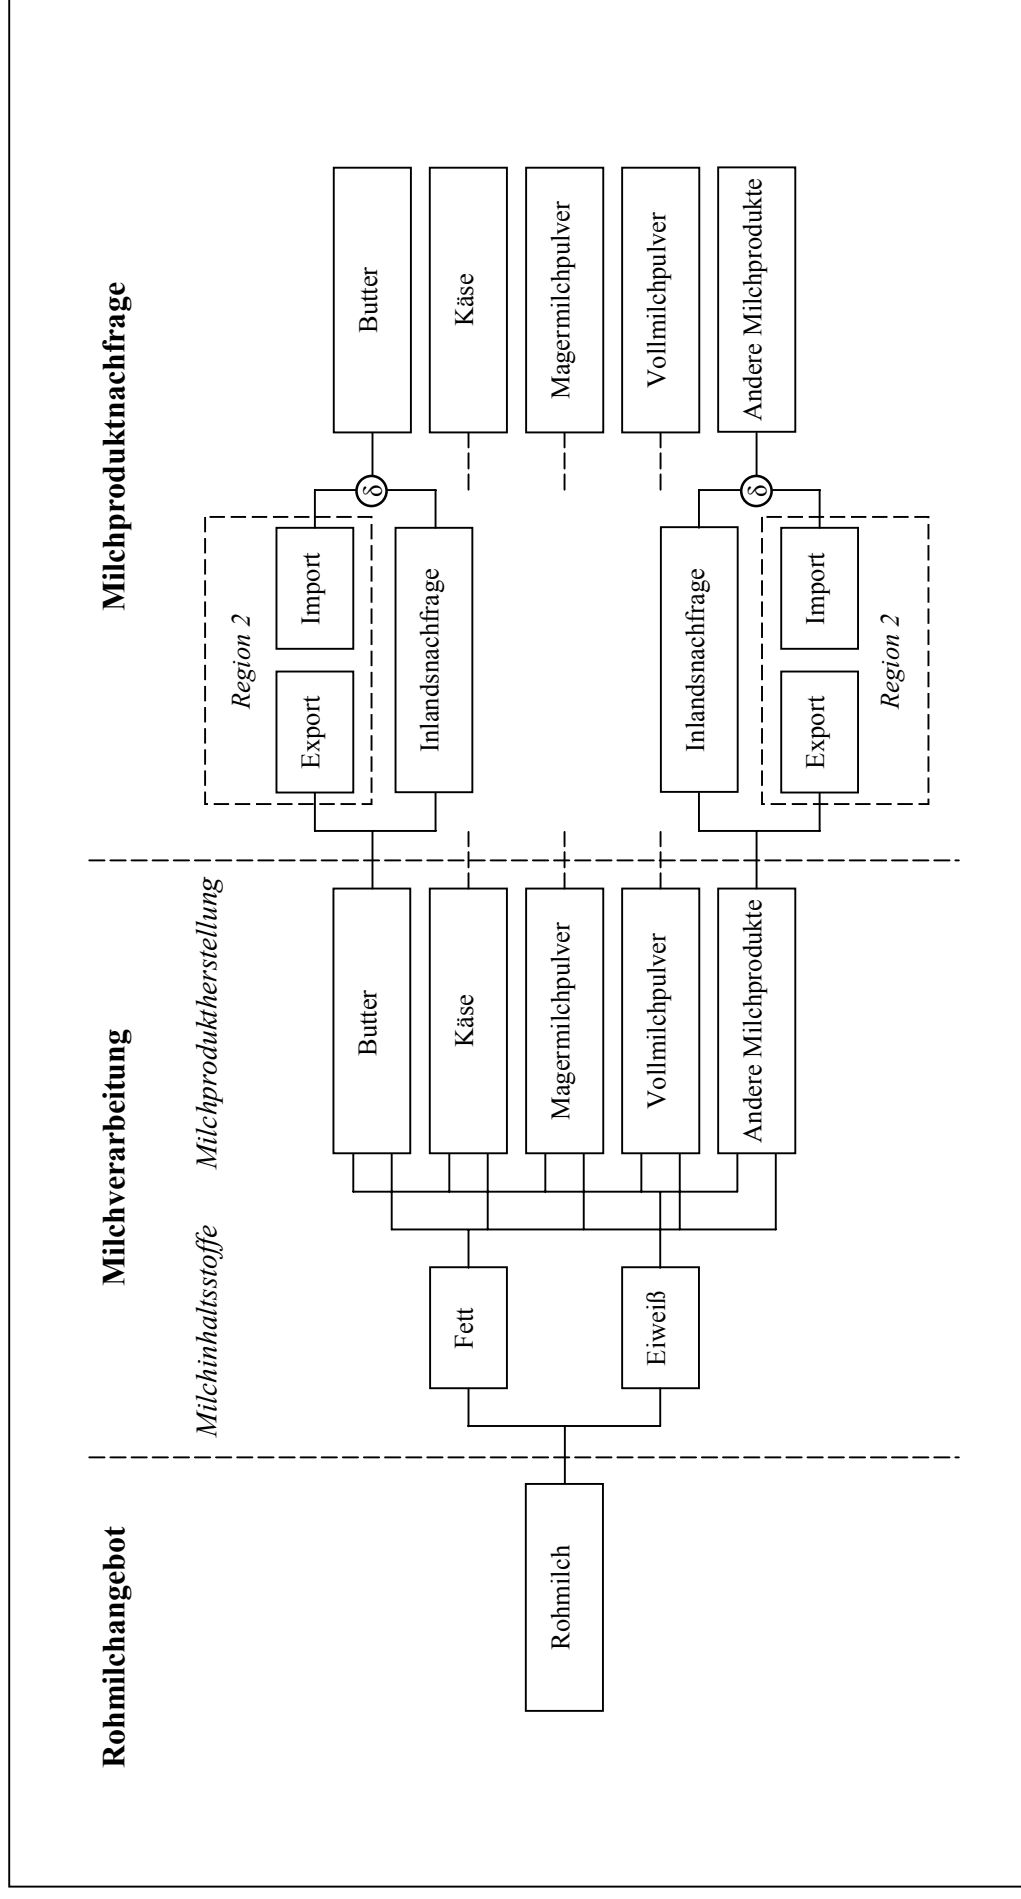 Rohmilchangebot
Milchverarbeitung
Milchproduktnachfrage
Milchinhaltsstoffe
Milchproduktherstellung
Rohmilch
Fett
Eiweiß
Butter
Käse
Magermilchpulver
Vollmilchpulver
Andere Milchprodukte
Region 2
Export
Import
Inlandsnachfrage
δ
Inlandsnachfrage
Export
Import
Region 2
δ
Butter
Käse
Magermilchpulver
Vollmilchpulver
Andere Milchprodukte